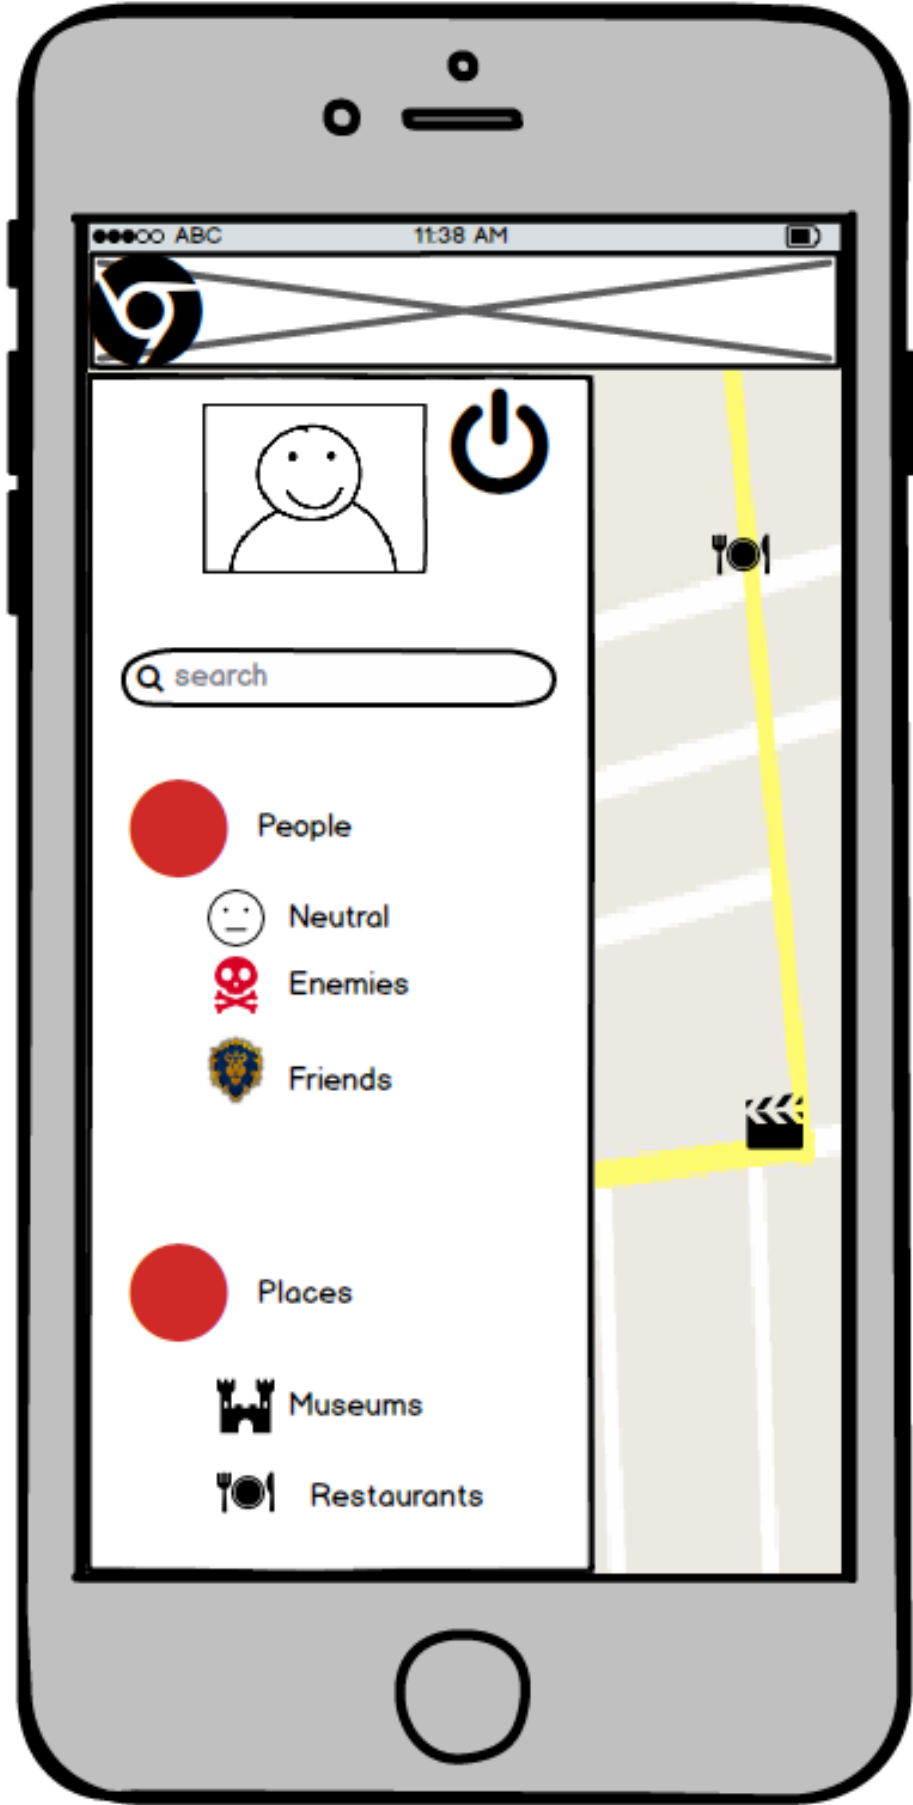 ABC 11:38 AM
search
People
Neutral
Enemies
Friends
Places
Museums
Restaurants